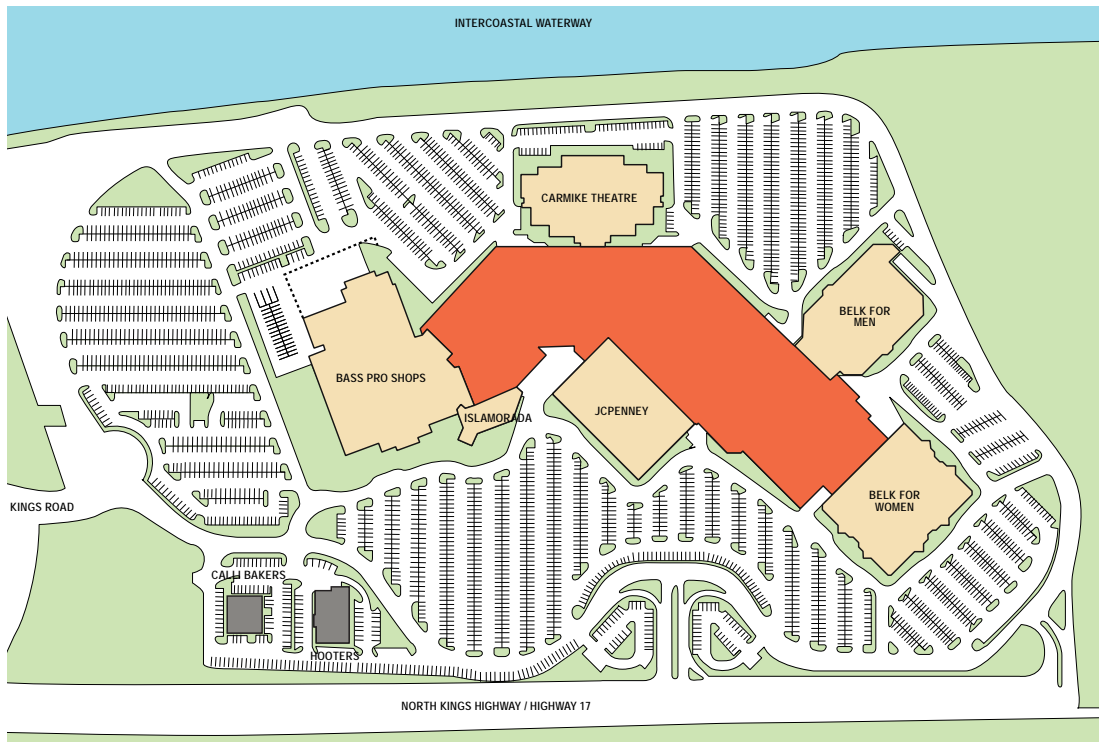 INTERCOASTAL WATERWAY
CARMIKE THEATRE
BELK FOR
MEN
BASS PRO SHOPS
ISLAMORADA
JCPENNEY
BELK FOR
WOMEN
KINGS ROAD
CALLI BAKERS
HOOTERS
NORTH KINGS HIGHWAY / HIGHWAY 17